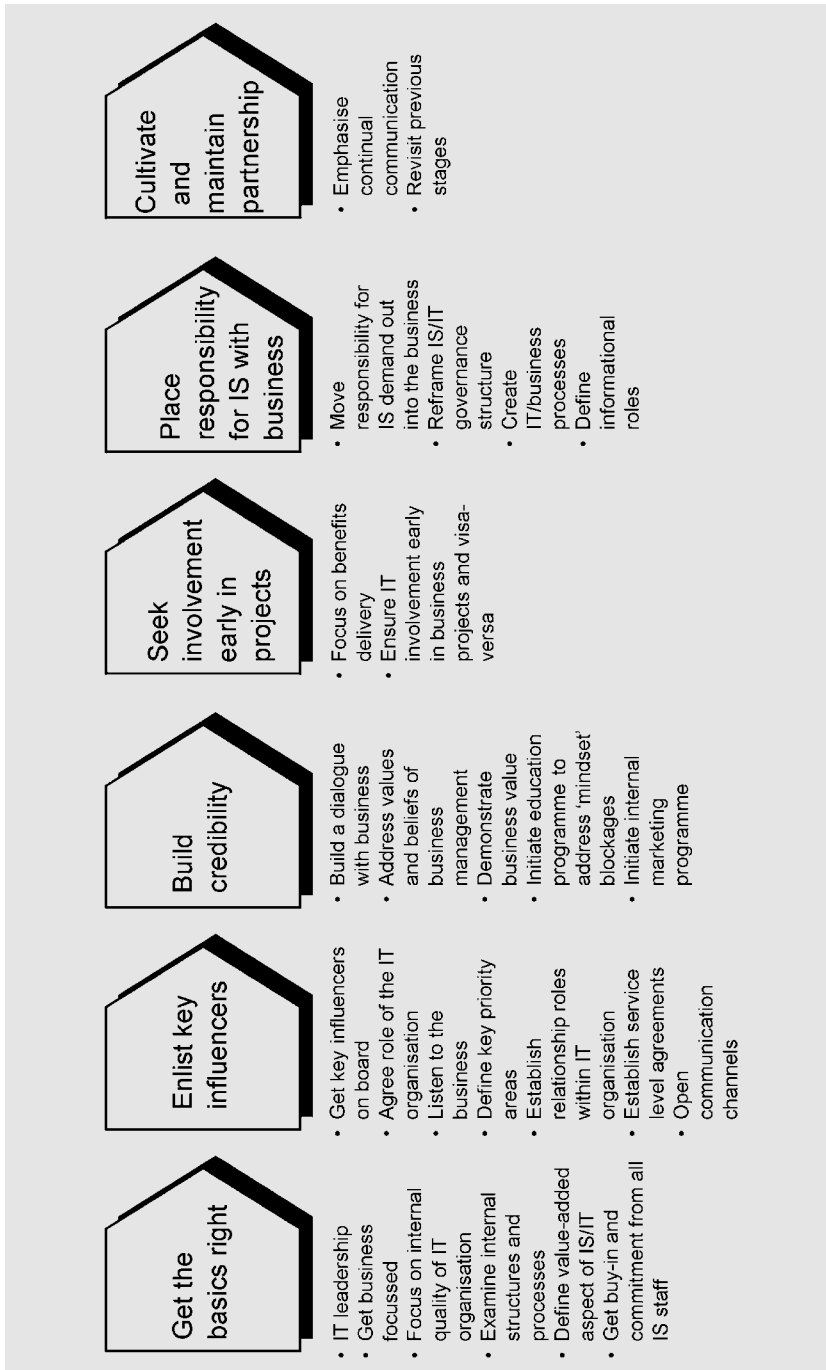 Get the
basics right
• IT leadership
• Get business
focussed
• Focus on internal
quality of IT
organisation
• Examine internal
structures and
processes
• Define value-added
aspect of IS/IT
• Get buy-in and
commitment from all
IS staff
Enlist key
influencers
• Get key influencers
on board
• Agree role of the IT
organisation
• Listen to the
business
• Define key priority
areas
• Establish
relationship roles
within IT
organisation
• Establish service
level agreements
• Open
communication
channels
Build
credibility
• Build a dialogue
with business
• Address values
and beliefs of
business
management
• Demonstrate
business value
• Initiate education
programme to
address ‘mindset’
blockages
• Initiate internal
marketing
programme
Seek
involvement
early in
projects
• Focus on benefits
delivery
• Ensure IT
involvement early
in business
projects and visa-
versa
Place
responsibility
for IS with
business
• Move
responsibility for
IS demand out
into the business
• Reframe IS/IT
governance
structure
• Create
IT/business
processes
• Define
informational
roles
Cultivate
and
maintain
partnership
• Emphasise
continual
communication
• Revisit previous
stages